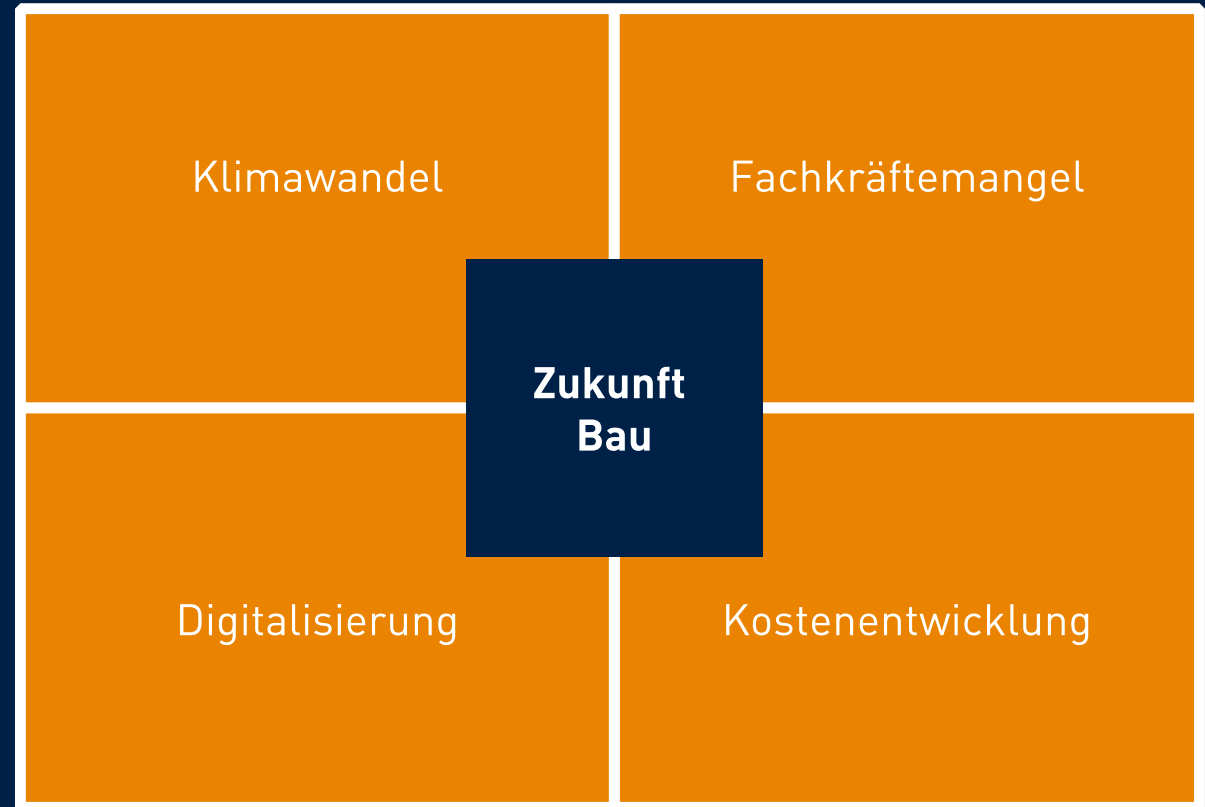 Klimawandel
Fachkräftemangel
Zukunft
Bau
Digitalisierung
Kostenentwicklung